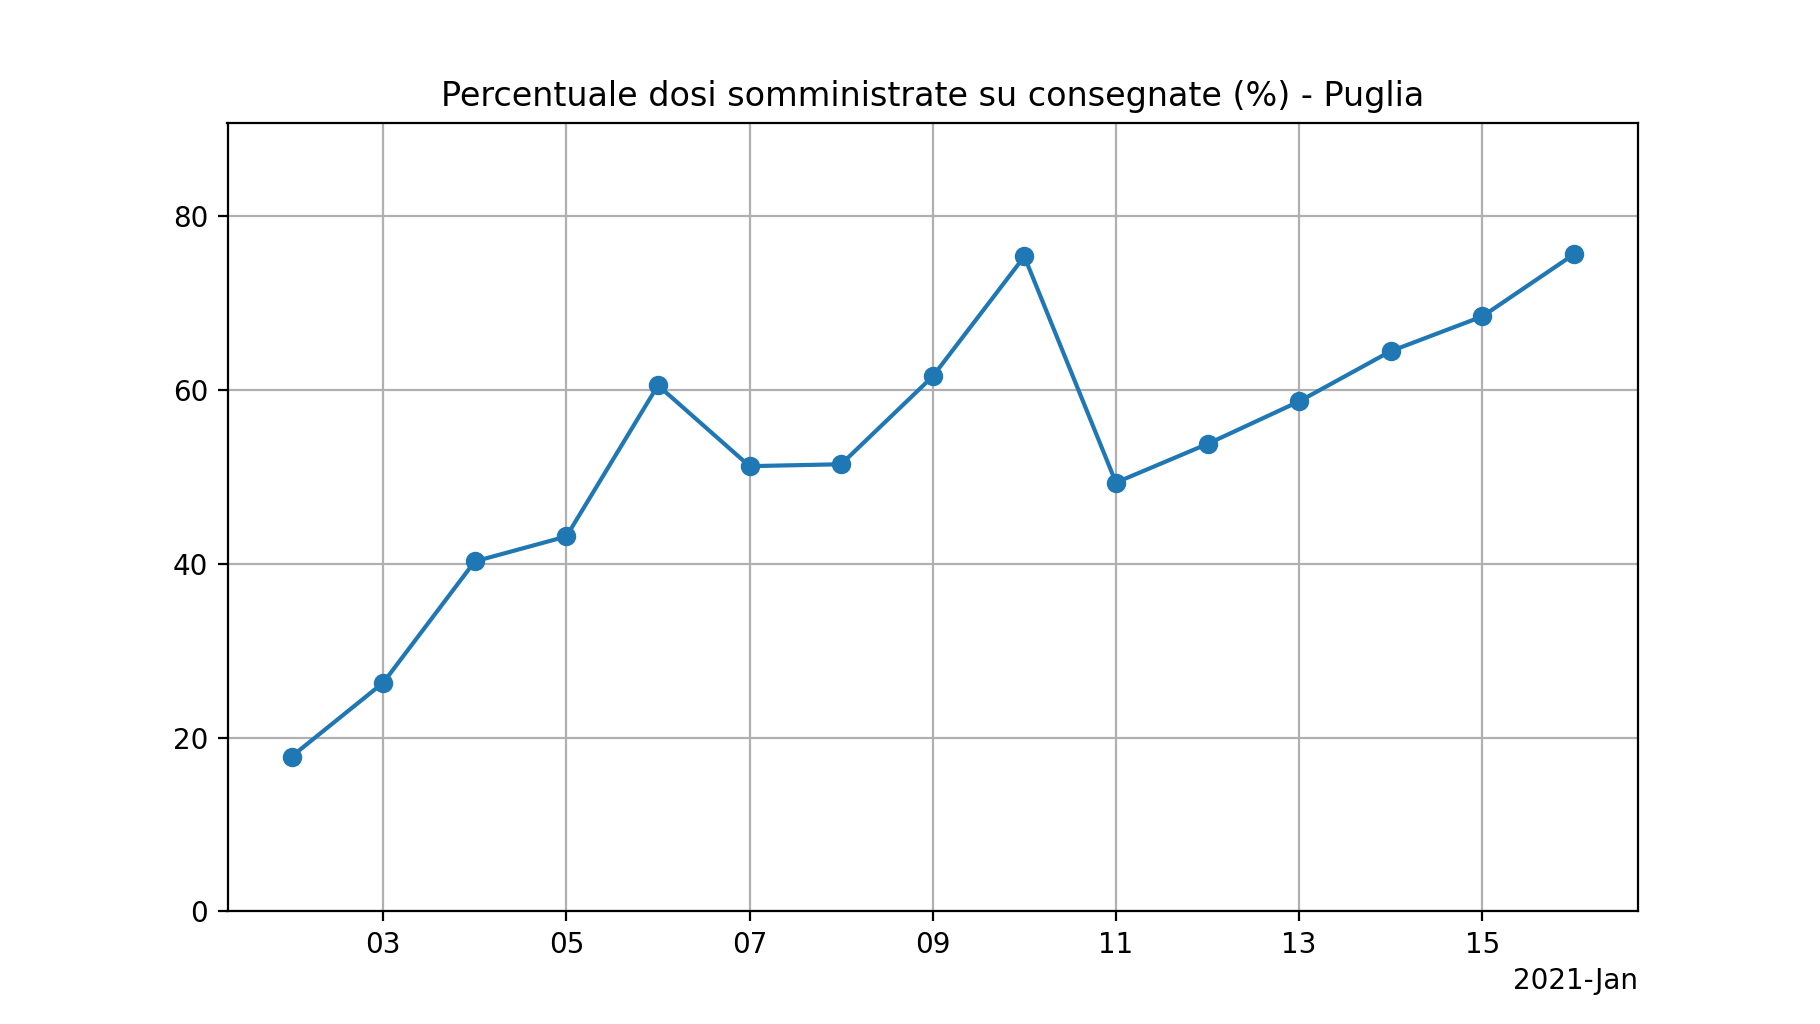 Percentuale dosi somministrate su consegnate (%) - Puglia
80
60
40
20
0
03 05 07 09 11 13 15
2021-Jan